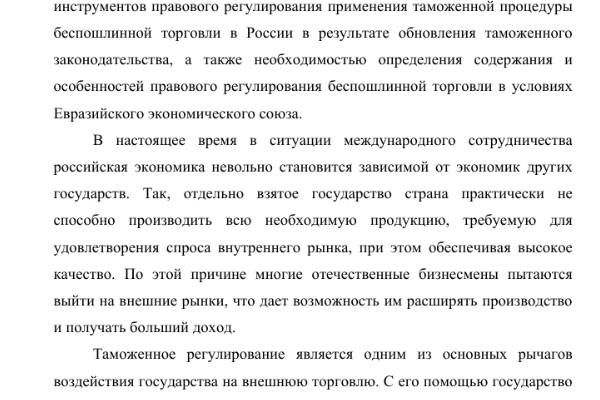 инструментов правового регулирования применения таможенной процедуры
беспошлинной торговли в России в результате обновления таможенного
законодательства, а также необходимостью определения содержания и
особенностей правового регулирования беспошлинной торговли в условиях
Евразийского экономического союза.
В настоящее время в ситуации международного сотрудничества
российская экономика невольно становится зависимой от экономик других
государств. Так, отдельно взятое государство страна практически не
способно производить всю необходимую продукцию, требуемую для
удовлетворения спроса внутреннего рынка, при этом обеспечивая высокое
качество. По этой причине многие отечественные бизнесмены пытаются
выйти на внешние рынки, что дает возможность им расширять производство
и получать больший доход.
Таможенное регулирование является одним из основных рычагов
воздействия государства на внешнюю торговлю. С его помощью государство